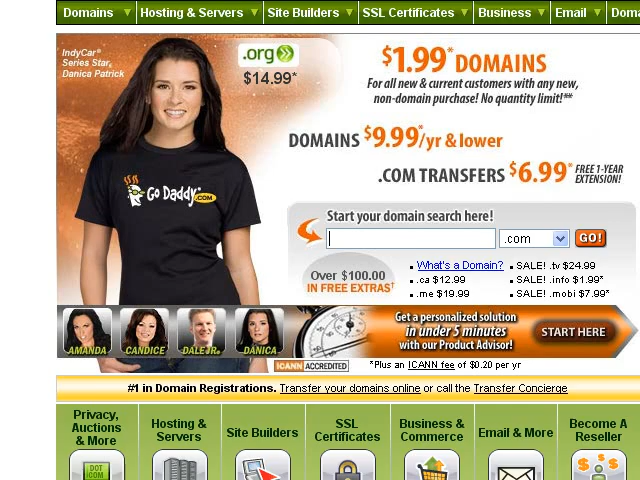 Domains
Hosting & Servers
Site Builders
SSL Certificates
Business
Email
Doma
IndyCar®
Series Star,
Danica Patrick
.org
$14.99*
$1.99* DOMAINS
For all new & current customers with any new,
non-domain purchase! No quantity limit!**
DOMAINS $9.99*/yr & lower
.COM TRANSFERS $6.99* FREE 1-YEAR
EXTENSION!
Go Daddy.COM
Start your domain search here!
.com
GO!
Over $100.00
IN FREE EXTRAS†
What's a Domain?
.ca $12.99
.me $19.99
SALE! .tv $24.99
SALE! .info $1.99*
SALE! .mobi $7.99*
AMANDA
CANDICE
DALE JR.
DANICA
Get a personalized solution
in under 5 minutes
with our Product Advisor!
START HERE
ICANN ACCREDITED
*Plus an ICANN fee of $0.20 per yr
#1 in Domain Registrations. Transfer your domains online or call the Transfer Concierge
Privacy,
Auctions
& More
Hosting &
Servers
Site Builders
SSL
Certificates
Business &
Commerce
Email & More
Become A
Reseller
DOT
COM